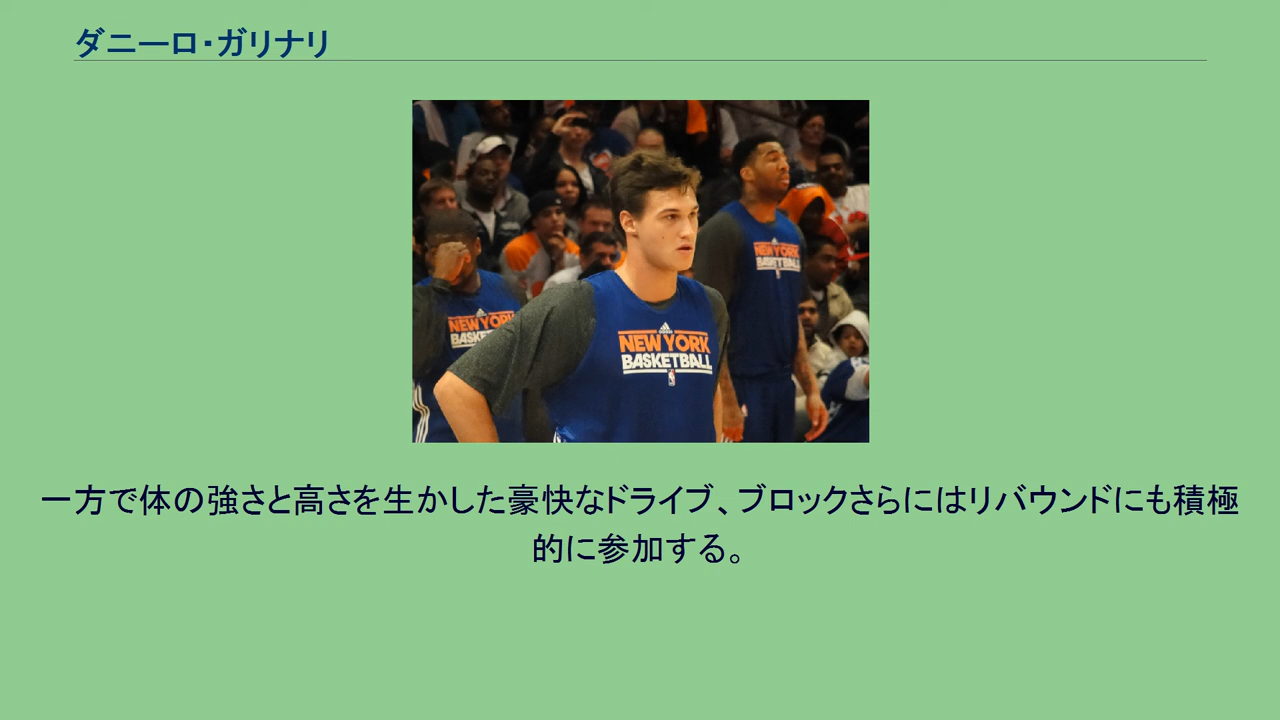 ダニーロ・ガリナリ
NEW YORK
BASKETBALL
NEW YORK
BASKETBALL
adidas
NEW YORK
BASKETBALL
一方で体の強さと高さを生かした豪快なドライブ、ブロックさらにはリバウンドにも積極
的に参加する。